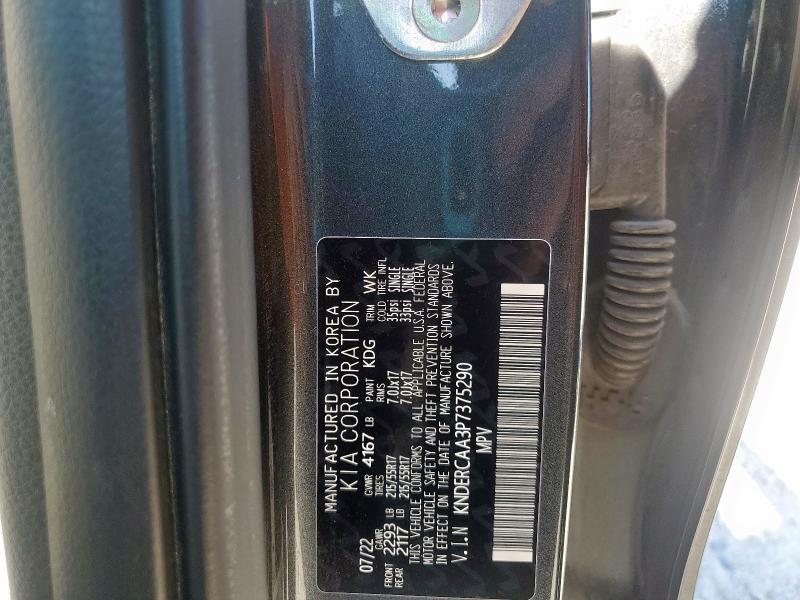 MANUFACTURED IN KOREA BY
KIA CORPORATION
07/22 GVWR 4167 LB PAINT KDG TRIM WK
GAWR TIRES RIMS COLD TIRE INFL
FRONT 2293 LB 215/55R17 7.0Jx17 35psi SINGLE
REAR 2117 LB 215/55R17 7.0Jx17 33psi SINGLE
THIS VEHICLE CONFORMS TO ALL APPLICABLE U.S.A FEDERAL
MOTOR VEHICLE SAFETY AND THEFT PREVENTION STANDARDS
IN EFFECT ON THE DATE OF MANUFACTURE SHOWN ABOVE.
V.I.N KNDERCAA3P7375290
MPV